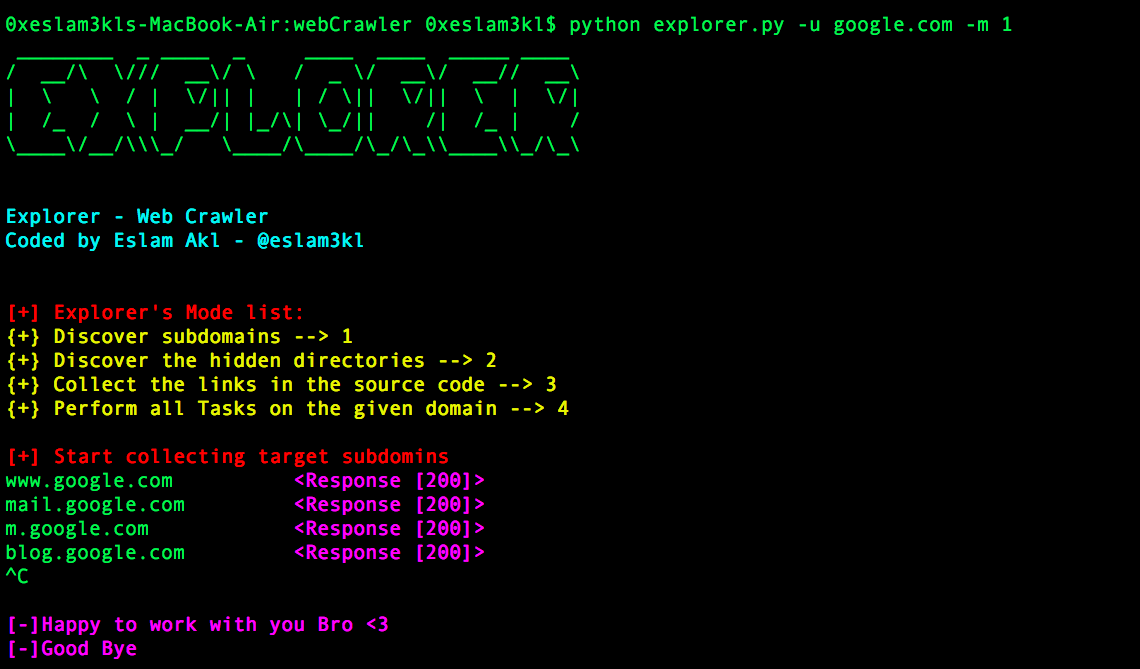 0xeslam3kls-MacBook-Air:webCrawler 0xeslam3kl$ python explorer.py -u google.com -m 1
EXPLORER
Explorer - Web Crawler
Coded by Eslam Akl - @eslam3kl
[+] Explorer's Mode list:
{+} Discover subdomains --> 1
{+} Discover the hidden directories --> 2
{+} Collect the links in the source code --> 3
{+} Perform all Tasks on the given domain --> 4
[+] Start collecting target subdomins
www.google.com <Response [200]>
mail.google.com <Response [200]>
m.google.com <Response [200]>
blog.google.com <Response [200]>
^C
[-]Happy to work with you Bro <3
[-]Good Bye